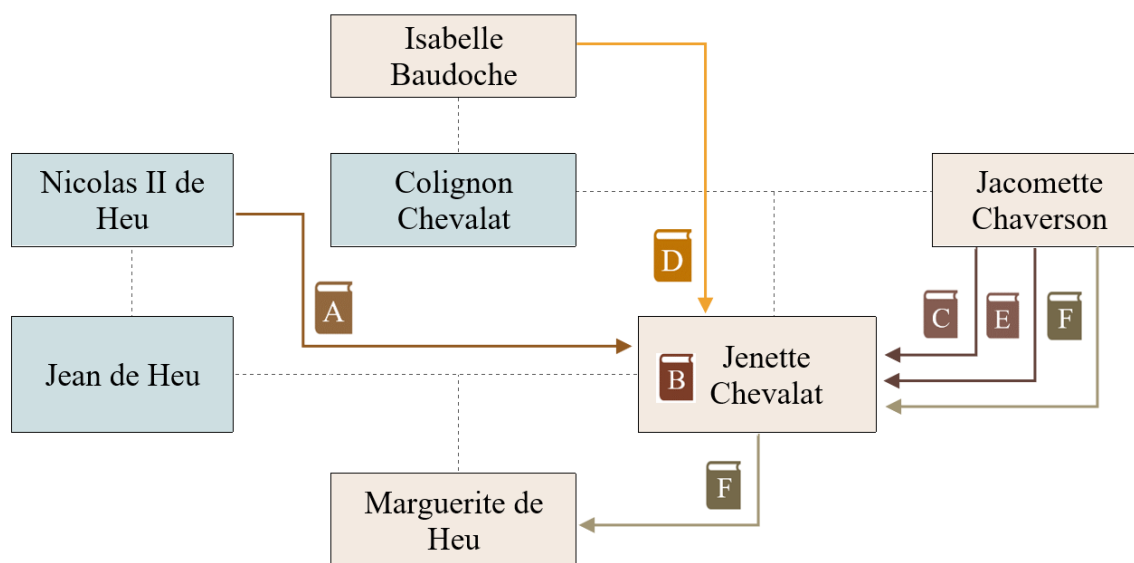 Isabelle
Baudoche
Nicolas II de
Heu
Colignon
Chevalat
Jacomette
Chaverson
D
A
C
E
F
Jean de Heu
B
Jenette
Chevalat
F
Marguerite de
Heu